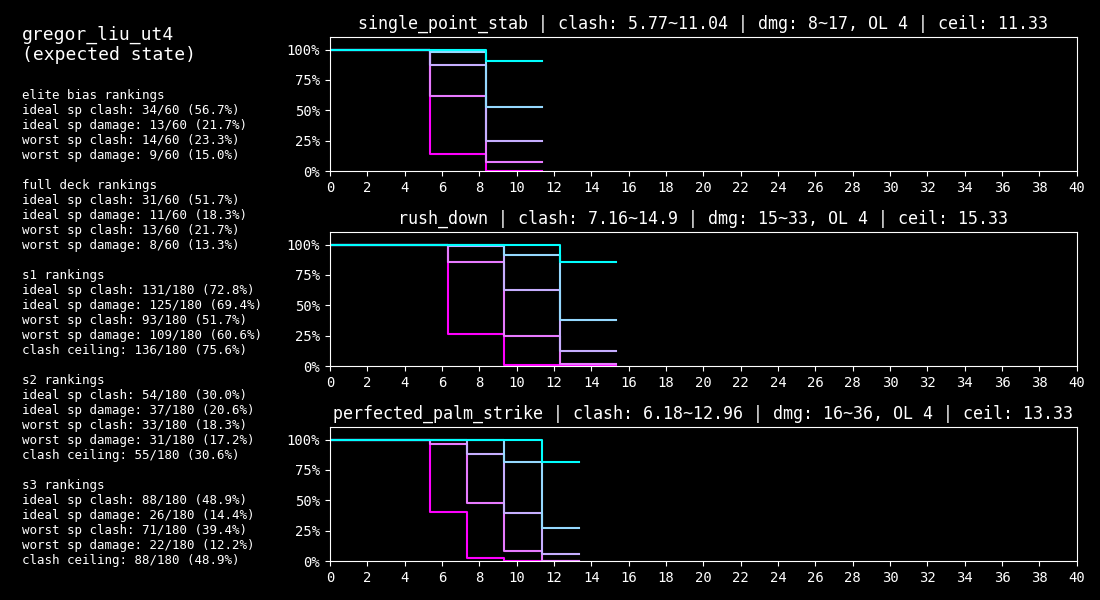 gregor_liu_ut4
(expected state)
elite bias rankings
ideal sp clash: 34/60 (56.7%)
ideal sp damage: 13/60 (21.7%)
worst sp clash: 14/60 (23.3%)
worst sp damage: 9/60 (15.0%)
full deck rankings
ideal sp clash: 31/60 (51.7%)
ideal sp damage: 11/60 (18.3%)
worst sp clash: 13/60 (21.7%)
worst sp damage: 8/60 (13.3%)
s1 rankings
ideal sp clash: 131/180 (72.8%)
ideal sp damage: 125/180 (69.4%)
worst sp clash: 93/180 (51.7%)
worst sp damage: 109/180 (60.6%)
clash ceiling: 136/180 (75.6%)
s2 rankings
ideal sp clash: 54/180 (30.0%)
ideal sp damage: 37/180 (20.6%)
worst sp clash: 33/180 (18.3%)
worst sp damage: 31/180 (17.2%)
clash ceiling: 55/180 (30.6%)
s3 rankings
ideal sp clash: 88/180 (48.9%)
ideal sp damage: 26/180 (14.4%)
worst sp clash: 71/180 (39.4%)
worst sp damage: 22/180 (12.2%)
clash ceiling: 88/180 (48.9%)
single_point_stab | clash: 5.77~11.04 | dmg: 8~17, OL 4 | ceil: 11.33
100%
75%
50%
25%
0%
0 2 4 6 8 10 12 14 16 18 20 22 24 26 28 30 32 34 36 38 40
rush_down | clash: 7.16~14.9 | dmg: 15~33, OL 4 | ceil: 15.33
100%
75%
50%
25%
0%
0 2 4 6 8 10 12 14 16 18 20 22 24 26 28 30 32 34 36 38 40
perfected_palm_strike | clash: 6.18~12.96 | dmg: 16~36, OL 4 | ceil: 13.33
100%
75%
50%
25%
0%
0 2 4 6 8 10 12 14 16 18 20 22 24 26 28 30 32 34 36 38 40